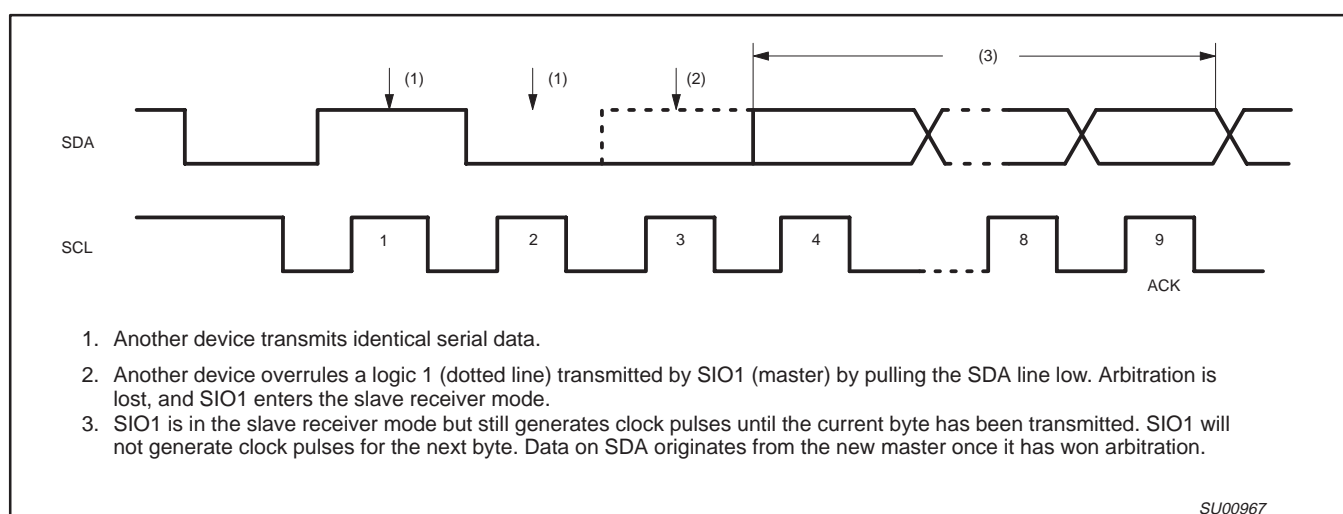 (3)
(1) (1) (2)
SDA
SCL 1 2 3 4 8 9
ACK
1. Another device transmits identical serial data.
2. Another device overrules a logic 1 (dotted line) transmitted by SIO1 (master) by pulling the SDA line low. Arbitration is
lost, and SIO1 enters the slave receiver mode.
3. SIO1 is in the slave receiver mode but still generates clock pulses until the current byte has been transmitted. SIO1 will
not generate clock pulses for the next byte. Data on SDA originates from the new master once it has won arbitration.
SU00967